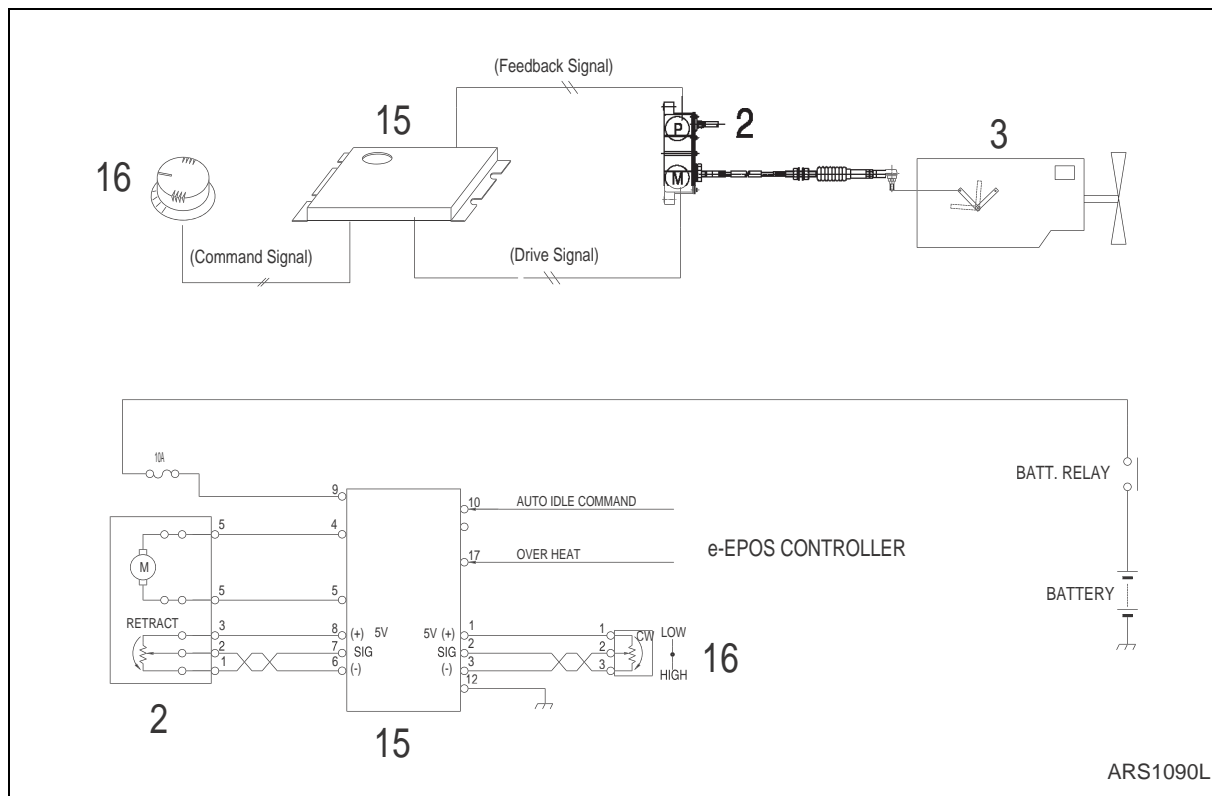 (Feedback Signal)
15
2
3
16
P
M
(Command Signal)
(Drive Signal)
10A
BATT. RELAY
9
10 AUTO IDLE COMMAND
5 4
17 OVER HEAT
e-EPOS CONTROLLER
M
BATTERY
5 5
RETRACT
3 8 (+) 5V 5V (+) 1 1 CW LOW
2 7 SIG SIG 2 2
1 6 (-) (-) 3 3 HIGH
16
12
2
15
ARS1090L